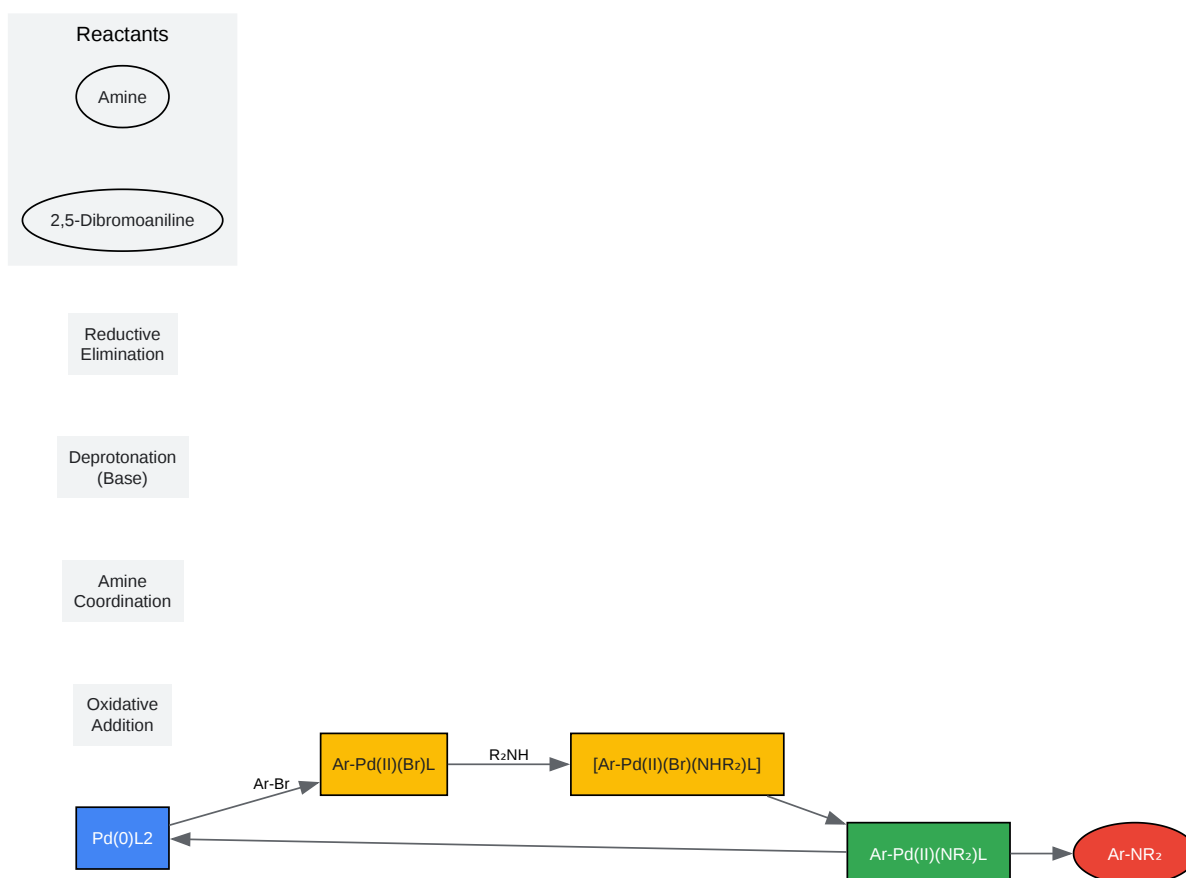 Reactants
Amine
2,5-Dibromoaniline
Reductive
Elimination
Deprotonation
(Base)
Amine
Coordination
Oxidative
Addition
Ar-Pd(II)(Br)L
R₂NH
[Ar-Pd(II)(Br)(NHR₂)L]
Ar-Br
Pd(0)L2
Ar-Pd(II)(NR₂)L
Ar-NR₂